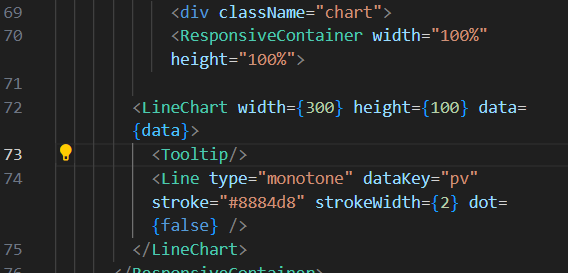 69 <div className="chart">
70 <ResponsiveContainer width="100%"
height="100%">
71
72 <LineChart width={300} height={100} data=
{data}>
73 <Tooltip/>
74 <Line type="monotone" dataKey="pv"
stroke="#8884d8" strokeWidth={2} dot=
{false} />
75 </LineChart>
76 </ResponsiveContainer>